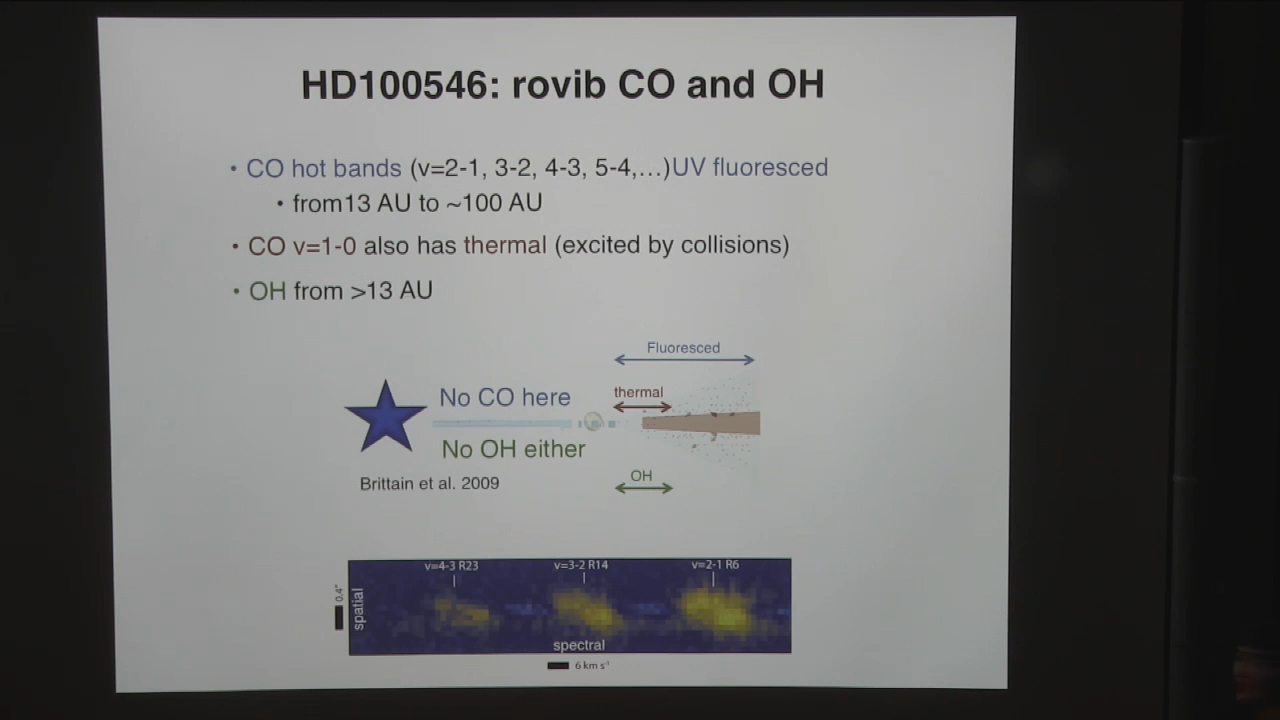 HD100546: rovib CO and OH
• CO hot bands (v=2-1, 3-2, 4-3, 5-4,...)UV fluoresced
• from13 AU to ~100 AU
• CO v=1-0 also has thermal (excited by collisions)
• OH from >13 AU
Fluoresced
thermal
No CO here
No OH either
OH
Brittain et al. 2009
v=4-3 R23
v=3-2 R14
v=2-1 R6
0.4"
spatial
spectral
6 km s⁻¹